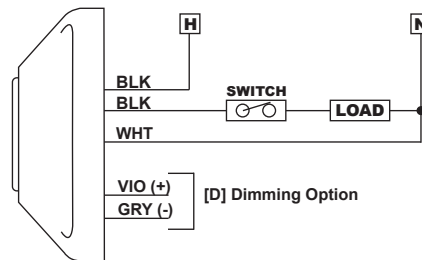 H
N
BLK
SWITCH
BLK
LOAD
WHT
VIO (+)
[D] Dimming Option
GRY (-)